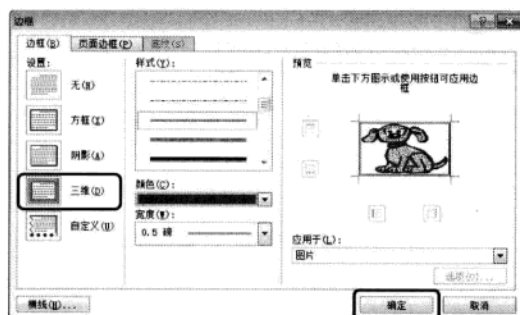 边框
边框(B) 页面边框(P) 底纹(S)
设置:
无(N)
方框(X)
阴影(A)
三维(D)
自定义(U)
样式(Y):
颜色(C):
宽度(W):
0.5 磅
预览
单击下方图示或使用按钮可应用边
框
应用于(L):
图片
选项(O)...
横线(H)...
确定
取消